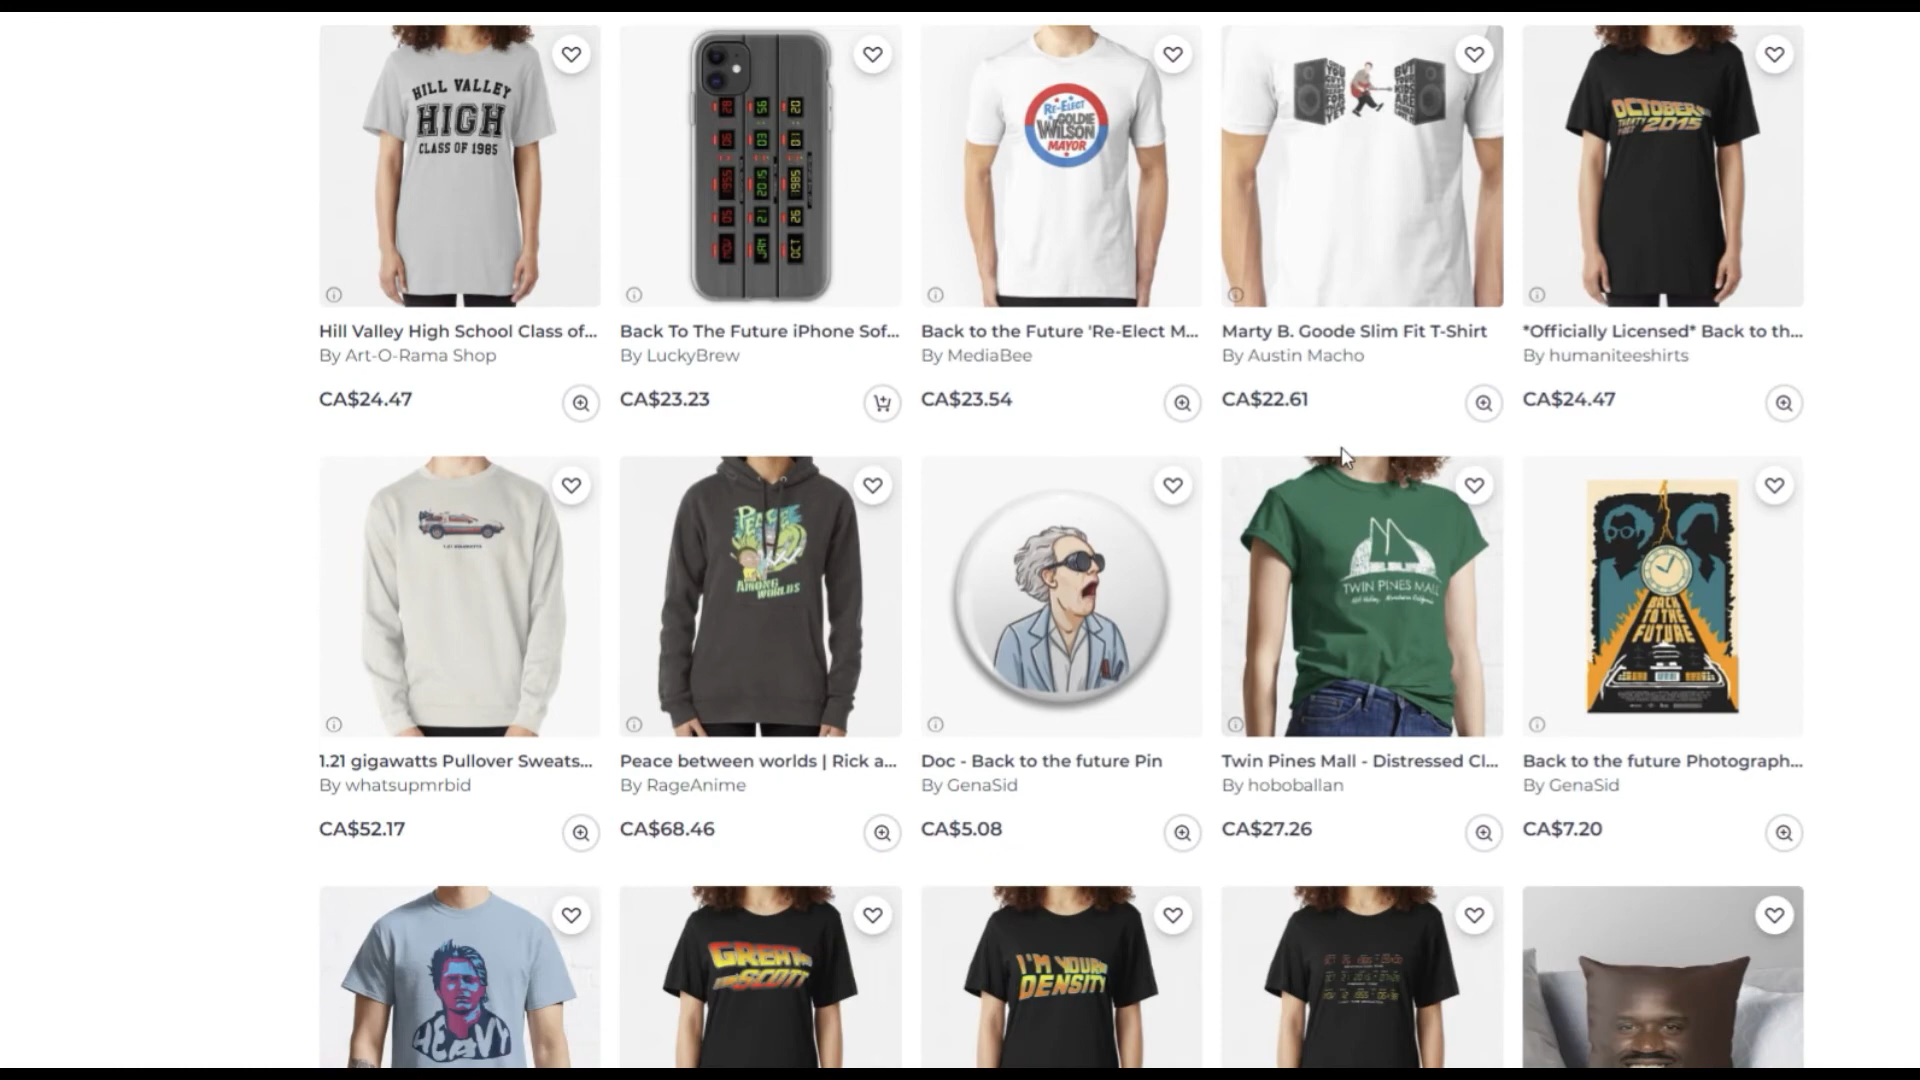 HILL VALLEY
HIGH
CLASS OF 1985
RE-ELECT
GOLDIE
WILSON
MAYOR
OCTOBER
2015
Hill Valley High School Class of...
By Art-O-Rama Shop
CA$24.47
Back To The Future iPhone Sof...
By LuckyBrew
CA$23.23
Back to the Future 'Re-Elect M...
By MediaBee
CA$23.54
Marty B. Goode Slim Fit T-Shirt
By Austin Macho
CA$22.61
*Officially Licensed* Back to th...
By humaniteeshirts
CA$24.47
1.21 GIGAWATTS
PEACE
AMONG
WORLDS
TWIN PINES MALL
BACK
TO THE
FUTURE
1.21 gigawatts Pullover Sweats...
By whatsupmrbid
CA$52.17
Peace between worlds | Rick a...
By RageAnime
CA$68.46
Doc - Back to the future Pin
By GenaSid
CA$5.08
Twin Pines Mall - Distressed Cl...
By hoboballan
CA$27.26
Back to the future Photograph...
By GenaSid
CA$7.20
HEAVY
GREAT
SCOTT
I'M YOUR
DENSITY